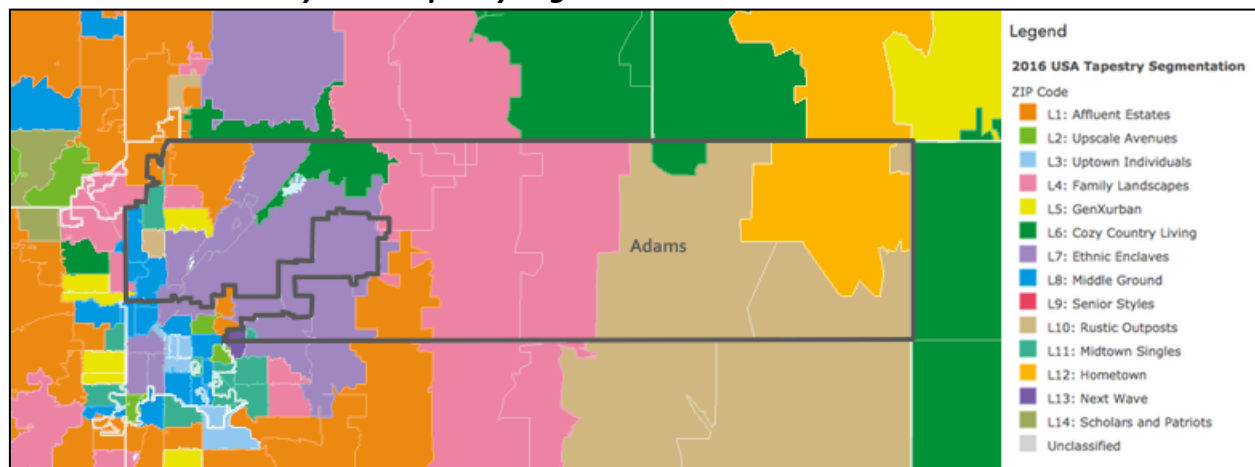 Adams
Legend
2016 USA Tapestry Segmentation
ZIP Code
L1: Affluent Estates
L2: Upscale Avenues
L3: Uptown Individuals
L4: Family Landscapes
L5: GenXurban
L6: Cozy Country Living
L7: Ethnic Enclaves
L8: Middle Ground
L9: Senior Styles
L10: Rustic Outposts
L11: Midtown Singles
L12: Hometown
L13: Next Wave
L14: Scholars and Patriots
Unclassified